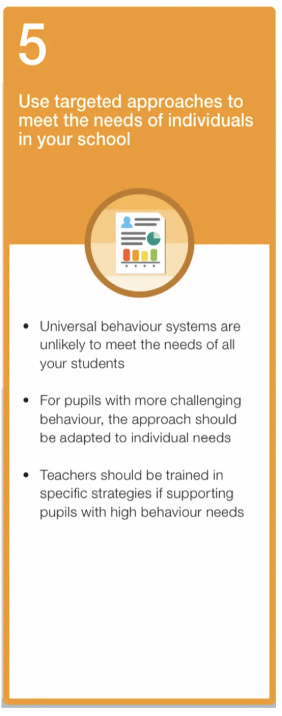 5
Use targeted approaches to
meet the needs of individuals
in your school
• Universal behaviour systems are
unlikely to meet the needs of all
your students
• For pupils with more challenging
behaviour, the approach should
be adapted to individual needs
• Teachers should be trained in
specific strategies if supporting
pupils with high behaviour needs